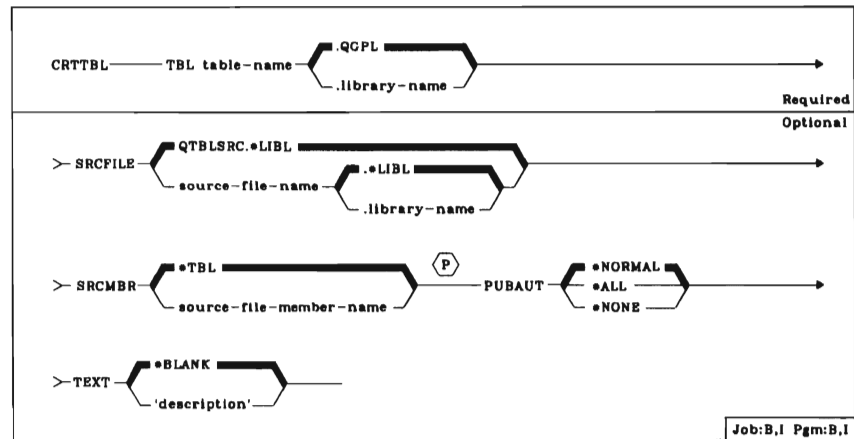 .QGPL
CRTTBL TBL table-name
.library-name
Required
Optional
QTBLSRC.*LIBL
SRCFILE
source-file-name .*LIBL
.library-name
*TBL
SRCMBR
source-file-member-name
P
PUBAUT
*NORMAL
*ALL
*NONE
*BLANK
TEXT
'description'
Job:B,I Pgm:B,I